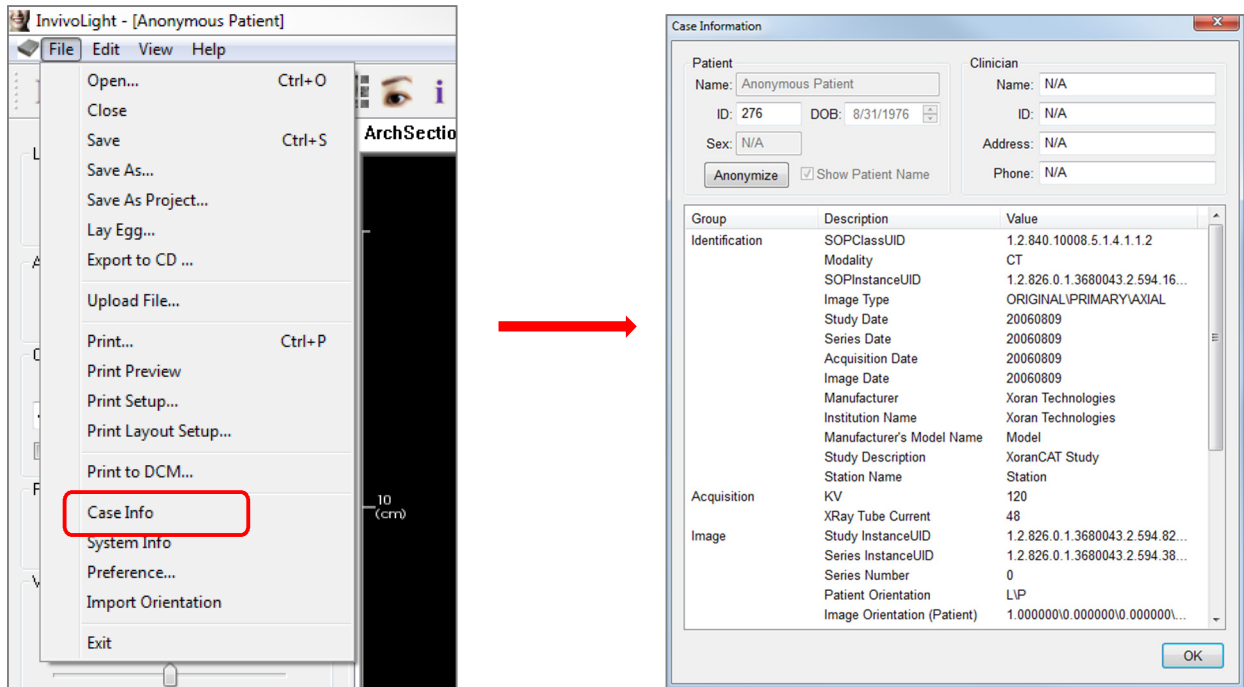 InvivoLight - [Anonymous Patient]
File Edit View Help
Open... Ctrl+O
Close
Save Ctrl+S
Save As...
Save As Project...
Lay Egg...
Export to CD ...
Upload File...
Print... Ctrl+P
Print Preview
Print Setup...
Print Layout Setup...
Print to DCM...
Case Info
System Info
Preference...
Import Orientation
Exit
i
ArchSectio
10
(cm)
Case Information
Patient
Name: Anonymous Patient
ID: 276 DOB: 8/31/1976
Sex: N/A
Anonymize Show Patient Name
Clinician
Name: N/A
ID: N/A
Address: N/A
Phone: N/A
Group Description Value
Identification SOPClassUID 1.2.840.10008.5.1.4.1.1.2
Modality CT
SOPInstanceUID 1.2.826.0.1.3680043.2.594.16...
Image Type ORIGINAL\PRIMARY\AXIAL
Study Date 20060809
Series Date 20060809
Acquisition Date 20060809
Image Date 20060809
Manufacturer Xoran Technologies
Institution Name Xoran Technologies
Manufacturer's Model Name Model
Study Description XoranCAT Study
Station Name Station
Acquisition KV 120
XRay Tube Current 48
Image Study InstanceUID 1.2.826.0.1.3680043.2.594.82...
Series InstanceUID 1.2.826.0.1.3680043.2.594.38...
Series Number 0
Patient Orientation L\P
Image Orientation (Patient) 1.000000\0.000000\0.000000\...
OK